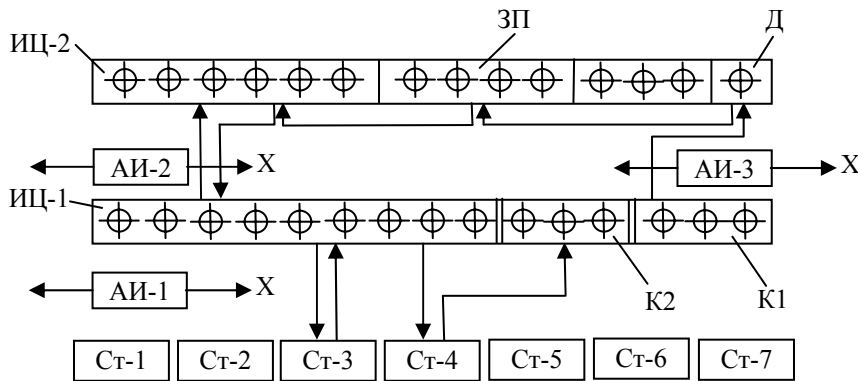 ЗП
Д
ИЦ-2
АИ-2
Х
АИ-3
Х
ИЦ-1
АИ-1
Х
К2
К1
Ст-1 Ст-2 Ст-3 Ст-4 Ст-5 Ст-6 Ст-7